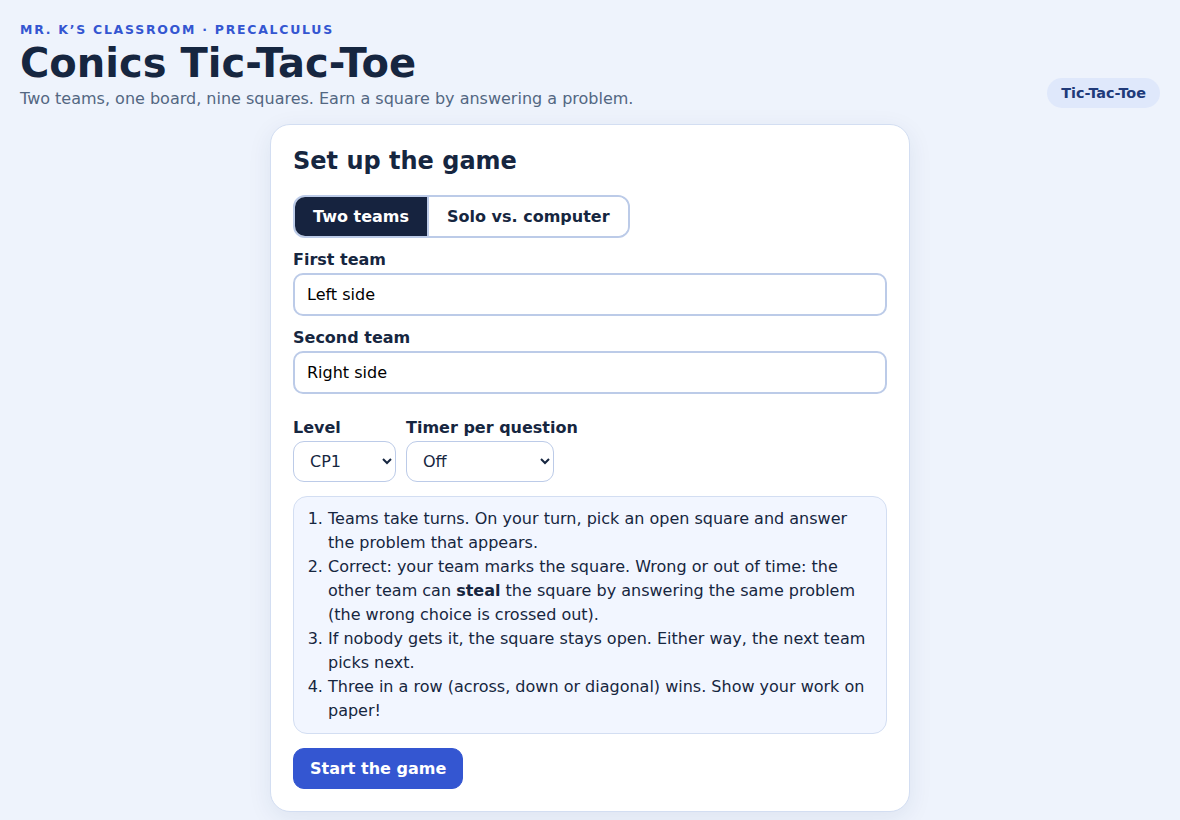 MR. K’S CLASSROOM · PRECALCULUS
Conics Tic-Tac-Toe
Two teams, one board, nine squares. Earn a square by answering a problem.
Tic-Tac-Toe
Set up the game
Two teams
Solo vs. computer
First team
Left side
Second team
Right side
Level
Timer per question
CP1
Off
1. Teams take turns. On your turn, pick an open square and answer
the problem that appears.
2. Correct: your team marks the square. Wrong or out of time: the
other team can steal the square by answering the same problem
(the wrong choice is crossed out).
3. If nobody gets it, the square stays open. Either way, the next team
picks next.
4. Three in a row (across, down or diagonal) wins. Show your work on
paper!
Start the game